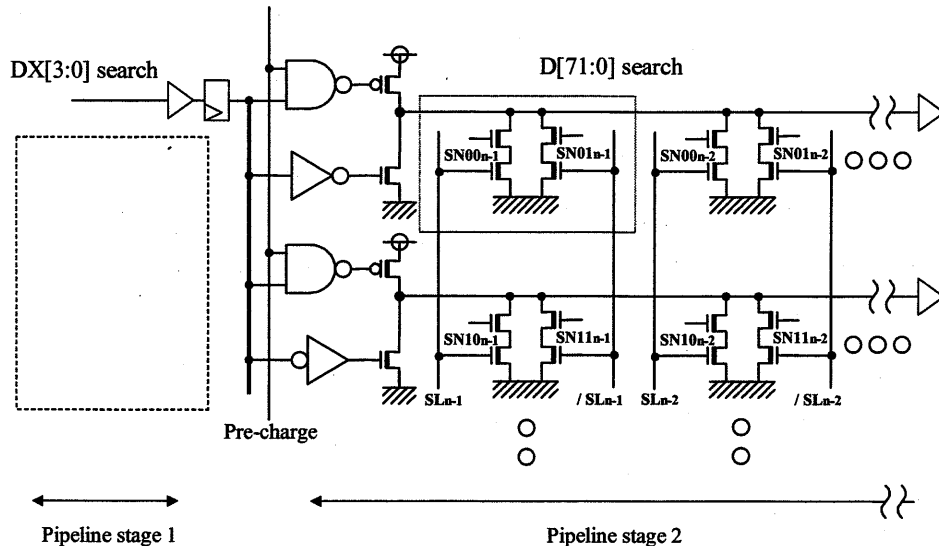 DX[3:0] search
D[71:0] search
SN00n-1
SN01n-1
SN00n-2
SN01n-2
SN10n-1
SN11n-1
SN10n-2
SN11n-2
SLn-1
/ SLn-1
SLn-2
/ SLn-2
Pre-charge
Pipeline stage 1
Pipeline stage 2